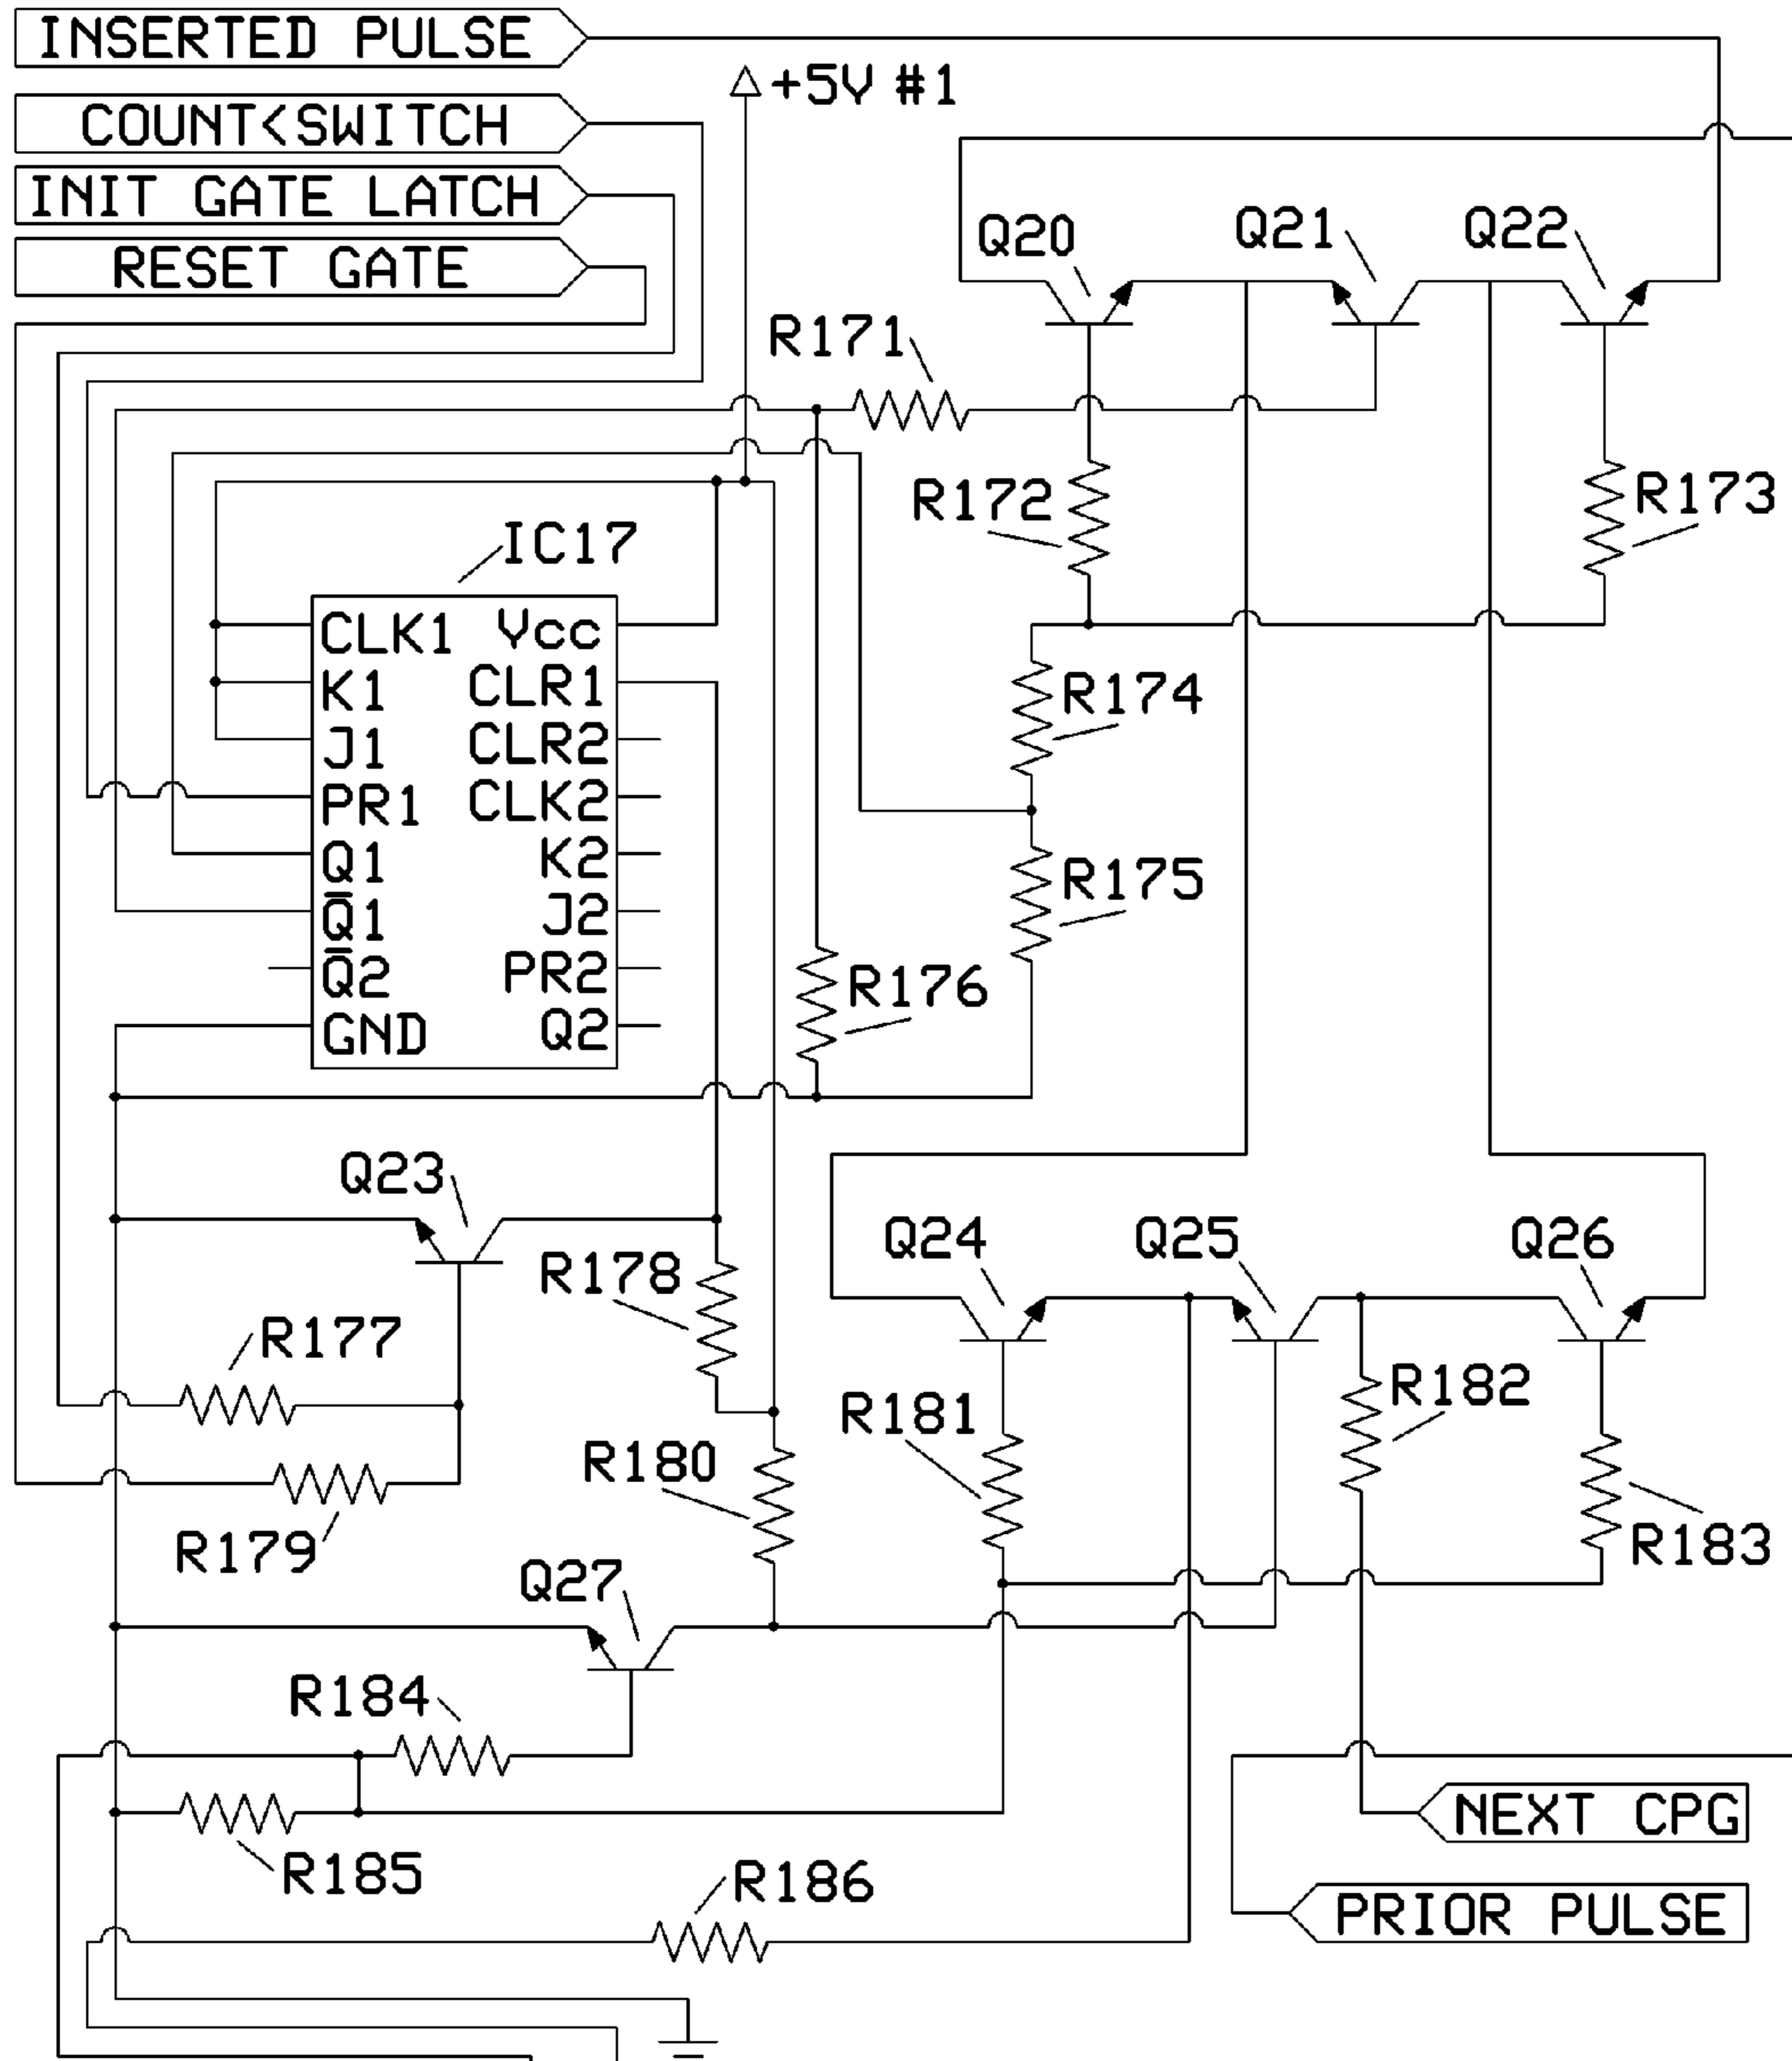 INSERTED PULSE
+5V #1
COUNT<SWITCH
INIT GATE LATCH
RESET GATE
Q20
Q21
Q22
R171
R172
R173
IC17
CLK1 Vcc
K1 CLR1
J1 CLR2
PR1 CLK2
Q1 K2
Q̅1 J2
Q̅2 PR2
GND Q2
R174
R175
R176
Q23
Q24
Q25
Q26
R178
R177
R182
R181
R180
R179
R183
Q27
R184
NEXT CPG
R185
R186
PRIOR PULSE